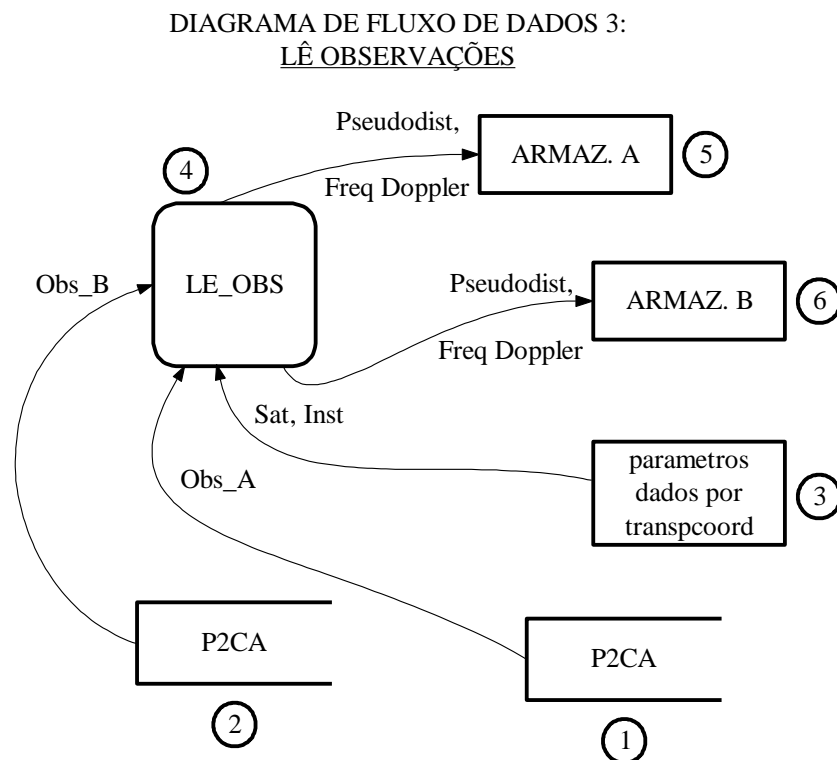 DIAGRAMA DE FLUXO DE DADOS 3:
LÊ OBSERVAÇÕES
Pseudodist,
ARMAZ. A
5
4
Freq Doppler
Obs_B
LE_OBS
Pseudodist,
ARMAZ. B
6
Freq Doppler
Sat, Inst
Obs_A
parametros
dados por
transpcoord
3
P2CA
P2CA
2
1